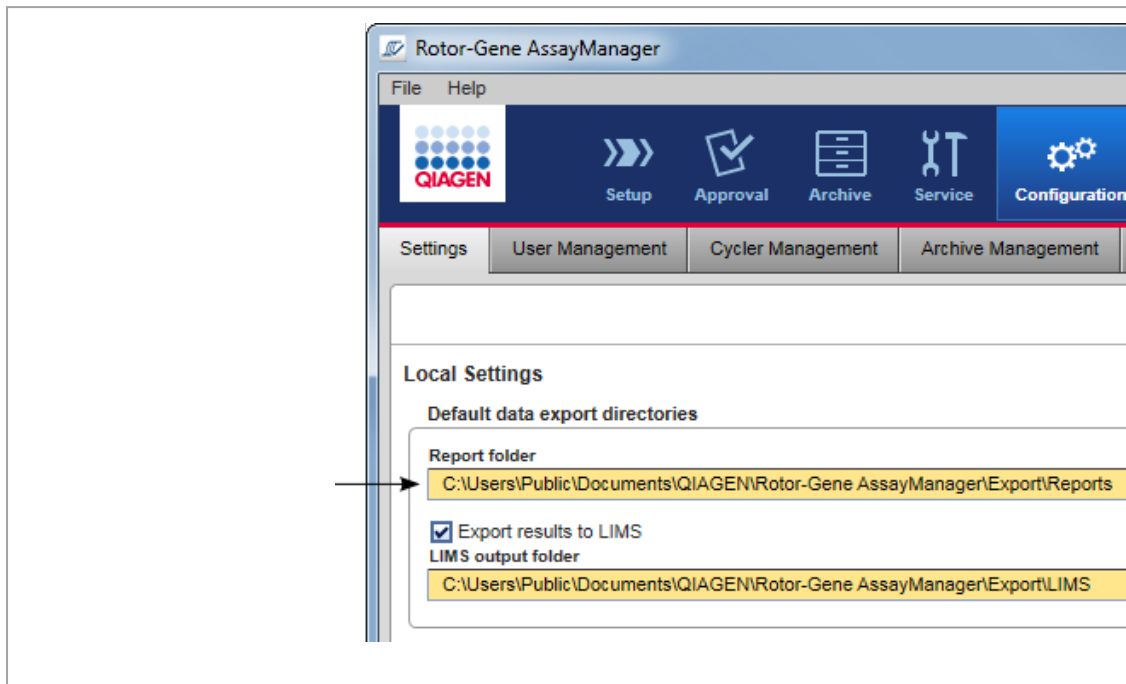 Rotor-Gene AssayManager
File Help
QIAGEN
Setup Approval Archive Service Configuration
Settings User Management Cycler Management Archive Management
Local Settings
Default data export directories
Report folder
C:\Users\Public\Documents\QIAGEN\Rotor-Gene AssayManager\Export\Reports
Export results to LIMS
LIMS output folder
C:\Users\Public\Documents\QIAGEN\Rotor-Gene AssayManager\Export\LIMS